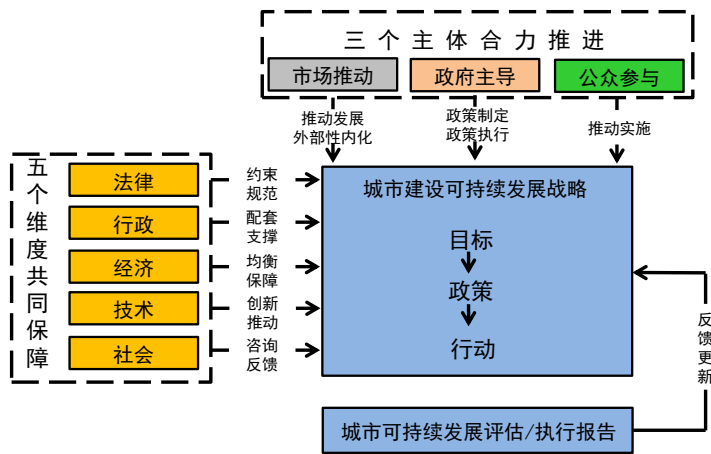 三个主体合力推进
市场推动
政府主导
公众参与
推动发展
外部性内化
政策制定
政策执行
推动实施
五个维度共同保障
法律
行政
经济
技术
社会
约束
规范
配套
支撑
均衡
保障
创新
推动
咨询
反馈
城市建设可持续发展战略
目标
政策
行动
反馈更新
城市可持续发展评估/执行报告